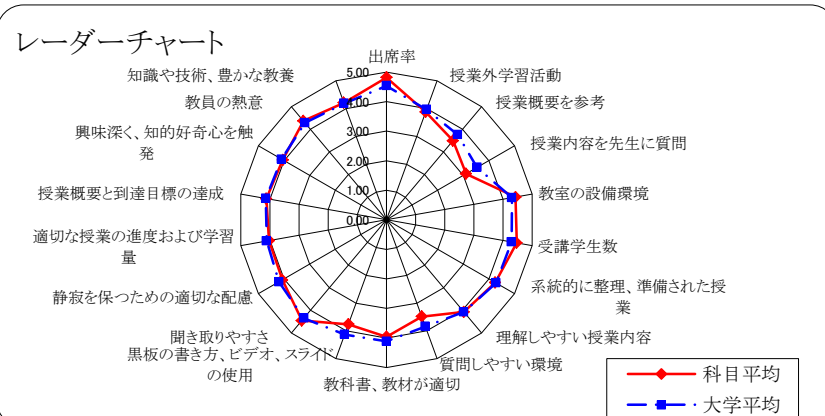 レーダーチャート
出席率
授業外学習活動
授業概要を参考
授業内容を先生に質問
教室の設備環境
受講学生数
系統的に整理、準備された授
業
理解しやすい授業内容
質問しやすい環境
教科書、教材が適切
黒板の書き方、ビデオ、スライド
の使用
聞き取りやすさ
静寂を保つための適切な配慮
適切な授業の進度および学習
量
授業概要と到達目標の達成
興味深く、知的好奇心を触
発
教員の熱意
知識や技術、豊かな教養
5.00
4.00
3.00
2.00
1.00
0.00
科目平均
大学平均